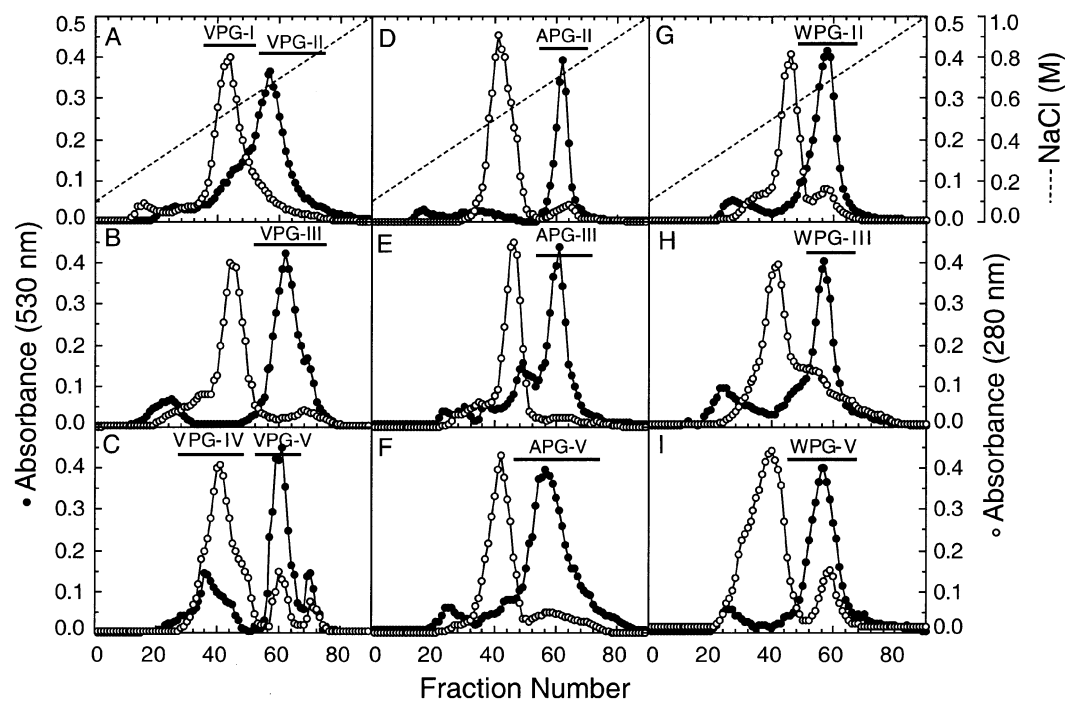 A VPG-I VPG-II
D APG-II
G WPG-II
B VPG-III
E APG-III
H WPG-III
C VPG-IV VPG-V
F APG-V
I WPG-V
0.5
0.4
0.3
0.2
0.1
0.0
0.4
0.3
0.2
0.1
0.0
0.4
0.3
0.2
0.1
0.0
0.5
0.4
0.3
0.2
0.1
0.0
0.4
0.3
0.2
0.1
0.0
0.4
0.3
0.2
0.1
0.0
1.0
0.8
0.6
0.4
0.2
0.0
• Absorbance (530 nm)
◦ Absorbance (280 nm)
---- NaCl (M)
0 20 40 60 80 0 20 40 60 80 0 20 40 60 80
Fraction Number